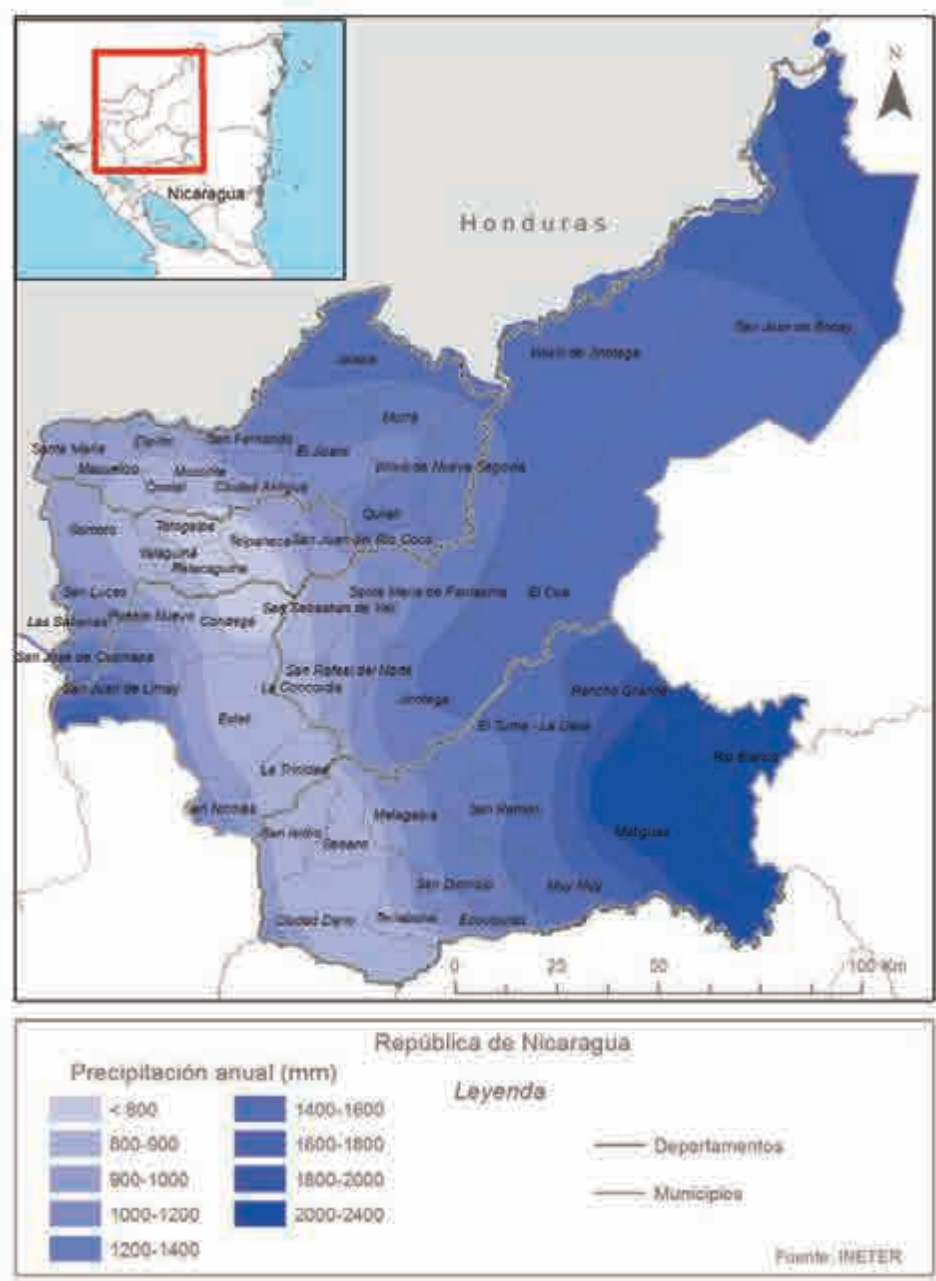 N
Nicaragua
Honduras
San Juan de Bocay
Wiwilí de Jinotega
Jalapa
Murra
Santa María
San Fernando
El Jícaro
Macuelizo
Mozonte
Wiwilí de Nueva Segovia
Ocotal
Ciudad Antigua
Quilalí
Somoto
Totogalpa
Telpaneca
San Juan del Río Coco
Yalagüina
Palacagüina
San Lucas
Santa María de Pantasma
El Cua
San Sebastián de Yalí
Las Sabanas
Pueblo Nuevo
Condega
San José de Cusmapa
San Rafael del Norte
San Juan de Limay
La Concordia
Rancho Grande
Jinotega
Estelí
El Tuma - La Dalia
Río Blanco
La Trinidad
San Nicolás
Matagalpa
San Ramón
San Isidro
Sébaco
Matiguás
San Dionisio
Muy Muy
Ciudad Darío
Terrabona
Esquipulas
0 25 50 100 Km
República de Nicaragua
Precipitación anual (mm)
Leyenda
< 800
800-900
900-1000
1000-1200
1200-1400
1400-1600
1600-1800
1800-2000
2000-2400
Departamentos
Municipios
Fuente: INETER